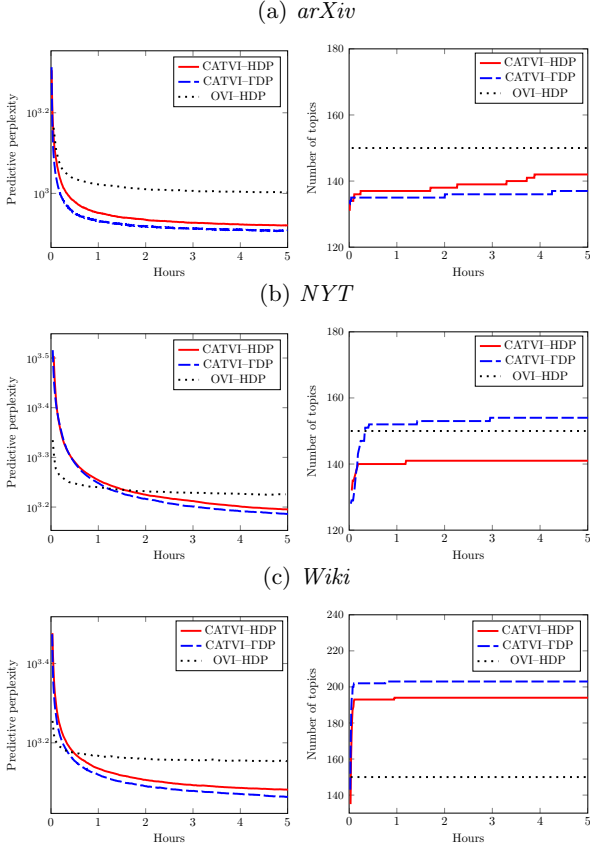 (a) arXiv
Predictive perplexity
10^3.2
10^3
CATVI–HDP
CATVI–ΓDP
OVI–HDP
0 1 2 3 4 5
Hours
Number of topics
180
160
140
120
CATVI–HDP
CATVI–ΓDP
OVI–HDP
0 1 2 3 4 5
Hours
(b) NYT
Predictive perplexity
10^3.5
10^3.4
10^3.3
10^3.2
CATVI–HDP
CATVI–ΓDP
OVI–HDP
0 1 2 3 4 5
Hours
Number of topics
180
160
140
120
CATVI–HDP
CATVI–ΓDP
OVI–HDP
0 1 2 3 4 5
Hours
(c) Wiki
Predictive perplexity
10^3.4
10^3.2
CATVI–HDP
CATVI–ΓDP
OVI–HDP
0 1 2 3 4 5
Hours
Number of topics
240
220
200
180
160
140
CATVI–HDP
CATVI–ΓDP
OVI–HDP
0 1 2 3 4 5
Hours